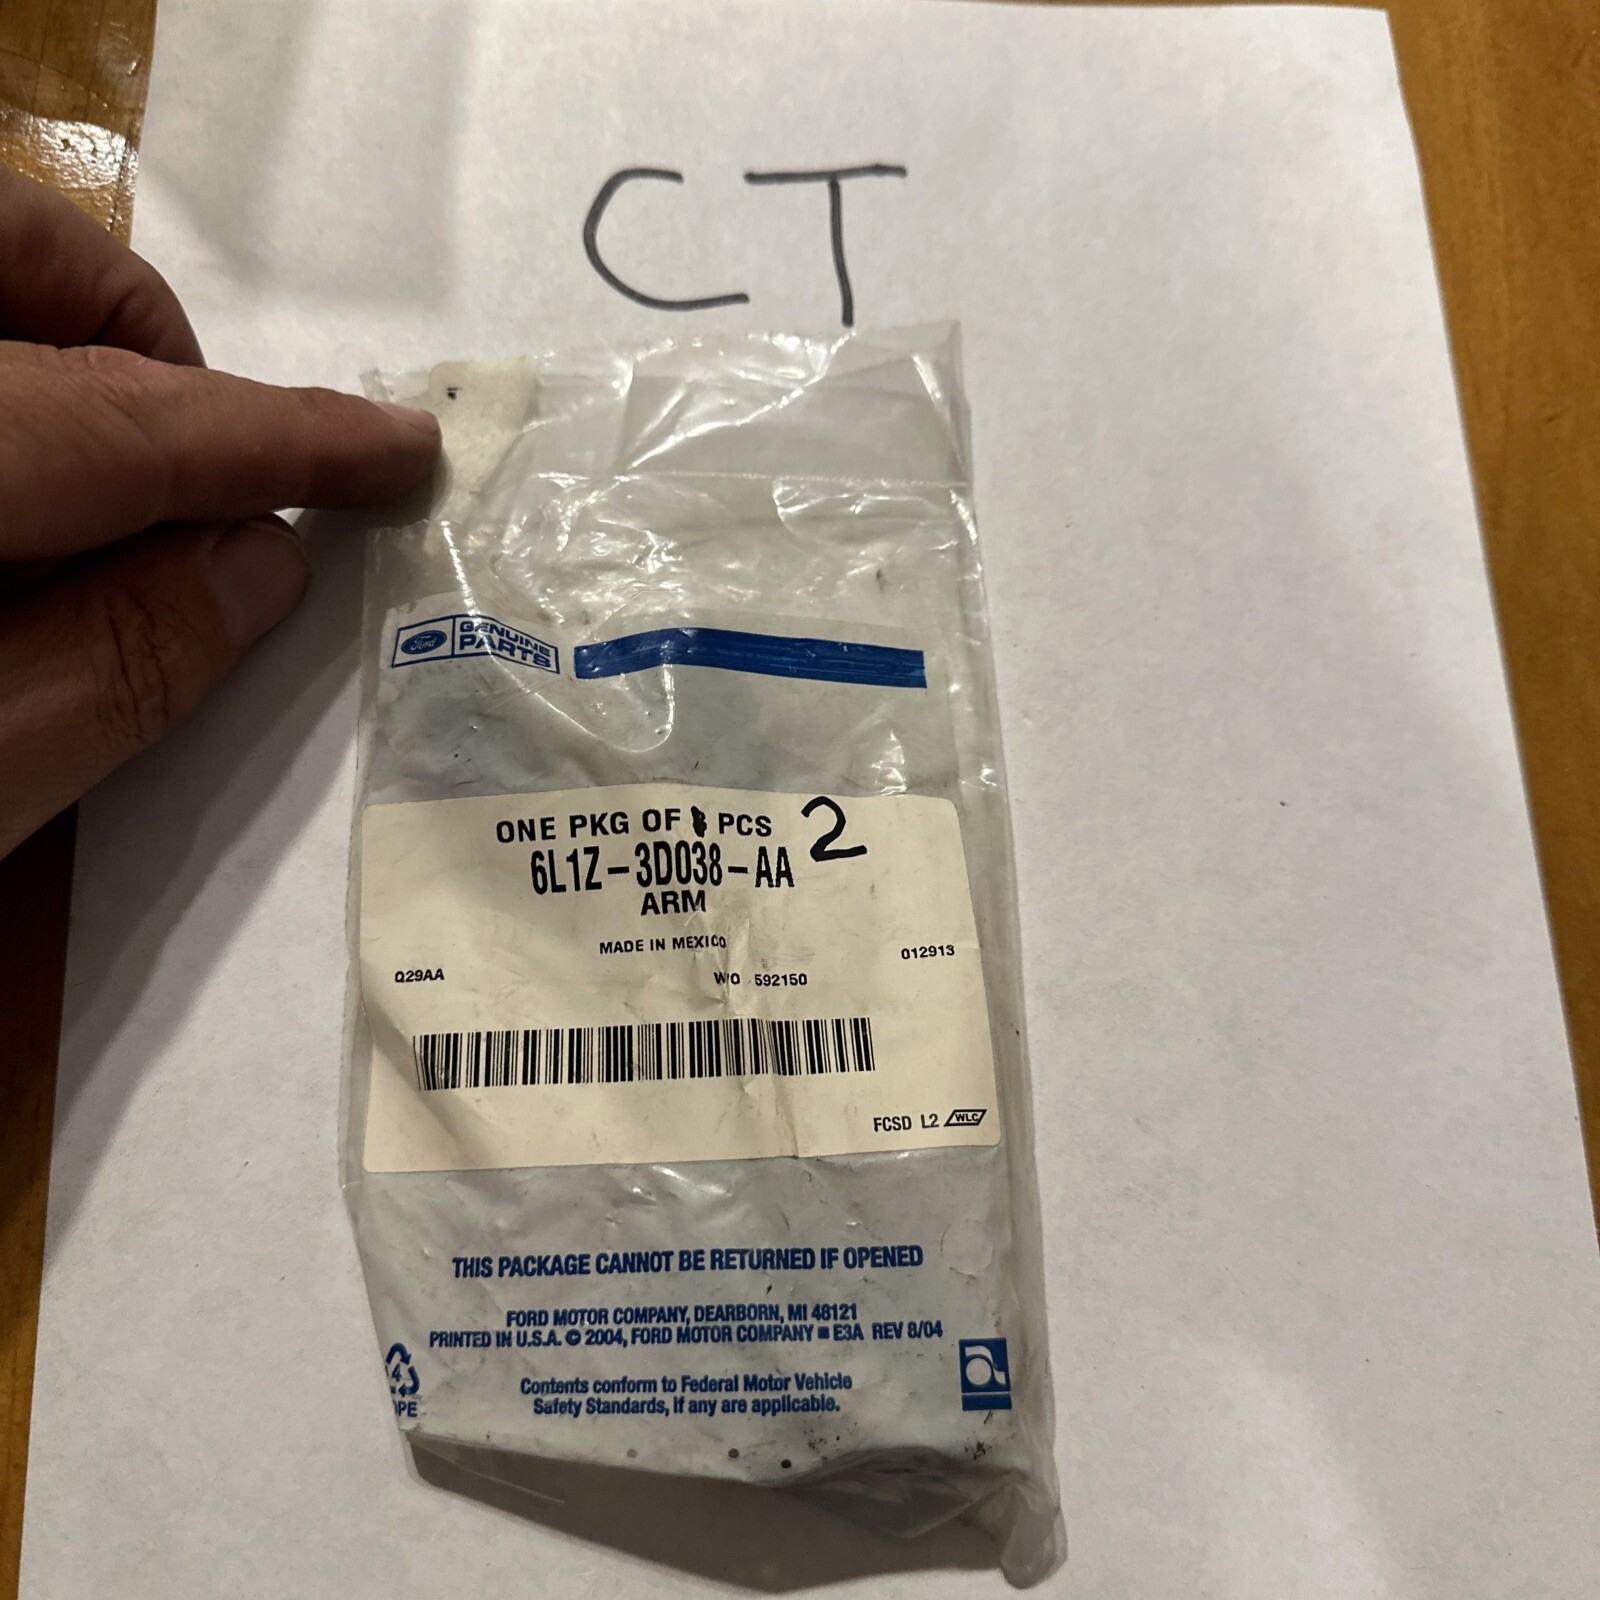 CT
Ford GENUINE PARTS
ONE PKG OF PCS 2
6L1Z-3D038-AA
ARM
MADE IN MEXICO
012913
Q29AA
W/O 592150
FCSD L2 WLC
THIS PACKAGE CANNOT BE RETURNED IF OPENED
FORD MOTOR COMPANY, DEARBORN, MI 48121
PRINTED IN U.S.A. © 2004, FORD MOTOR COMPANY ■ E3A REV 8/04
4
Contents conform to Federal Motor Vehicle
Safety Standards, if any are applicable.